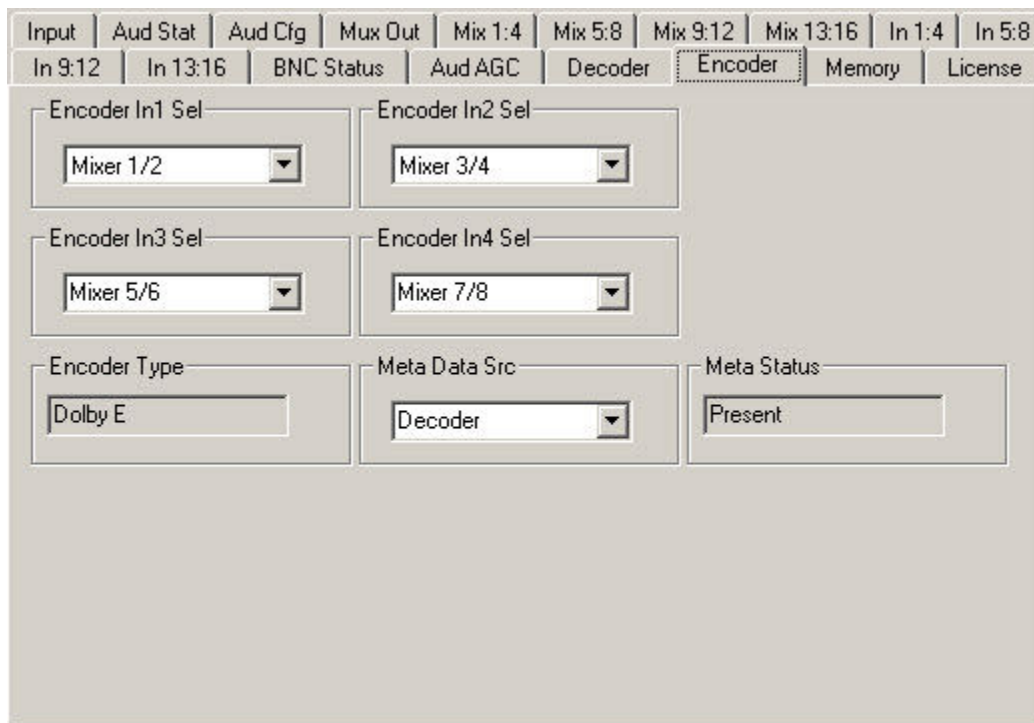 Input Aud Stat Aud Cfg Mux Out Mix 1:4 Mix 5:8 Mix 9:12 Mix 13:16 In 1:4 In 5:8
In 9:12 In 13:16 BNC Status Aud AGC Decoder Encoder Memory License
Encoder In1 Sel Encoder In2 Sel
Mixer 1/2 Mixer 3/4
Encoder In3 Sel Encoder In4 Sel
Mixer 5/6 Mixer 7/8
Encoder Type Meta Data Src Meta Status
Dolby E Decoder Present